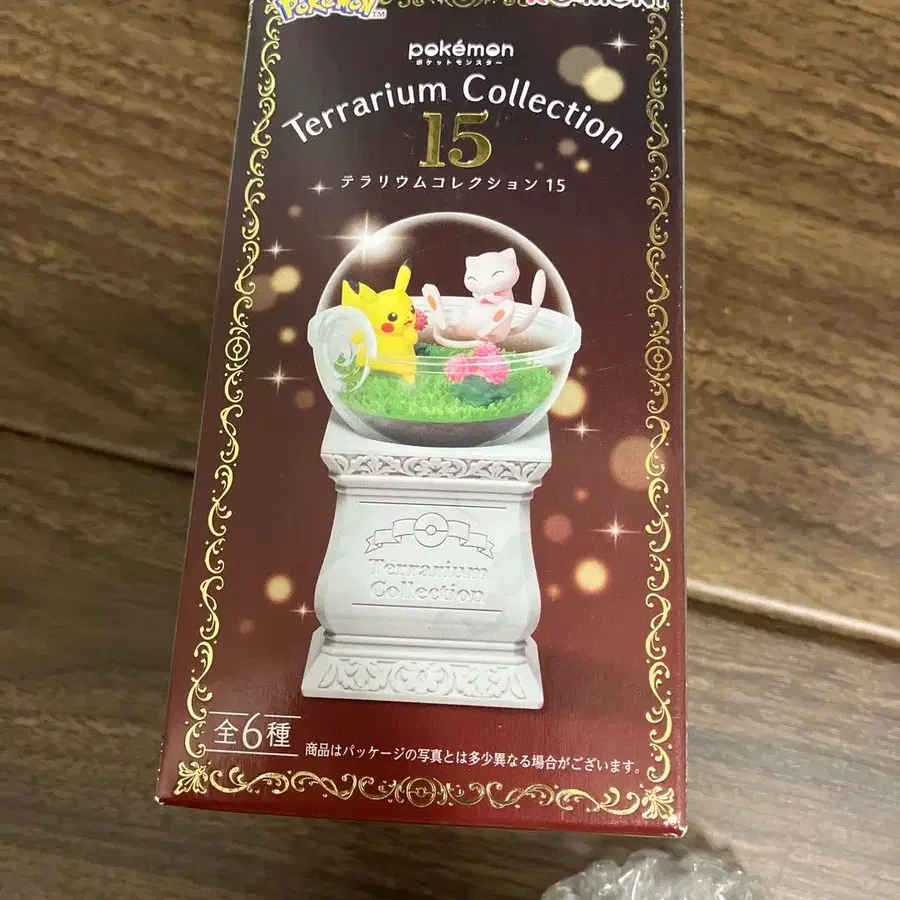 POKÉMON™
pokémon
ポケットモンスター
Terrarium Collection
15
テラリウムコレクション 15
Terrarium
Collection
全6種
商品はパッケージの写真とは多少異なる場合がございます。